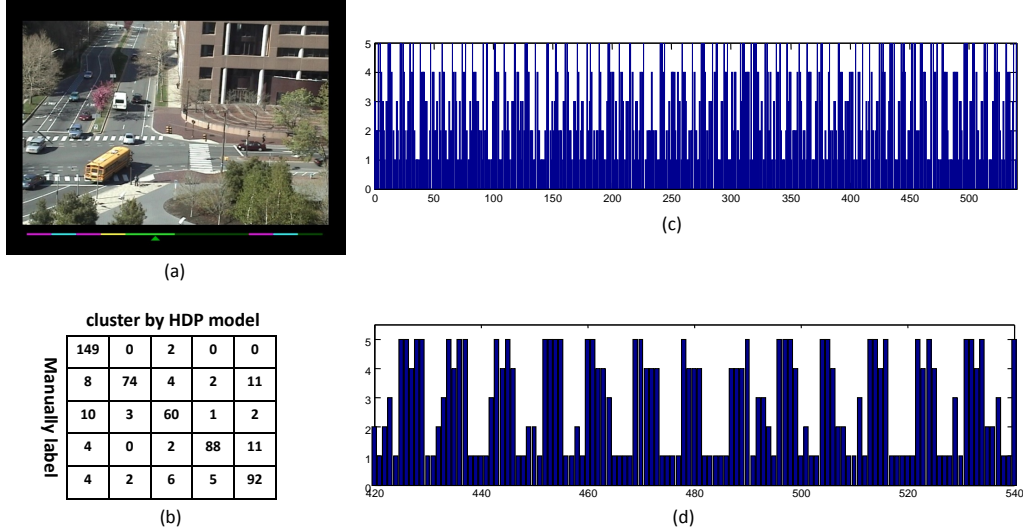 5
4
3
2
1
0
0 50 100 150 200 250 300 350 400 450 500
(c)
(a)
cluster by HDP model
Manually label
149 0 2 0 0
8 74 4 2 11
10 3 60 1 2
4 0 2 88 11
4 2 6 5 92
(b)
5
4
3
2
1
0
420 440 460 480 500 520 540
(d)